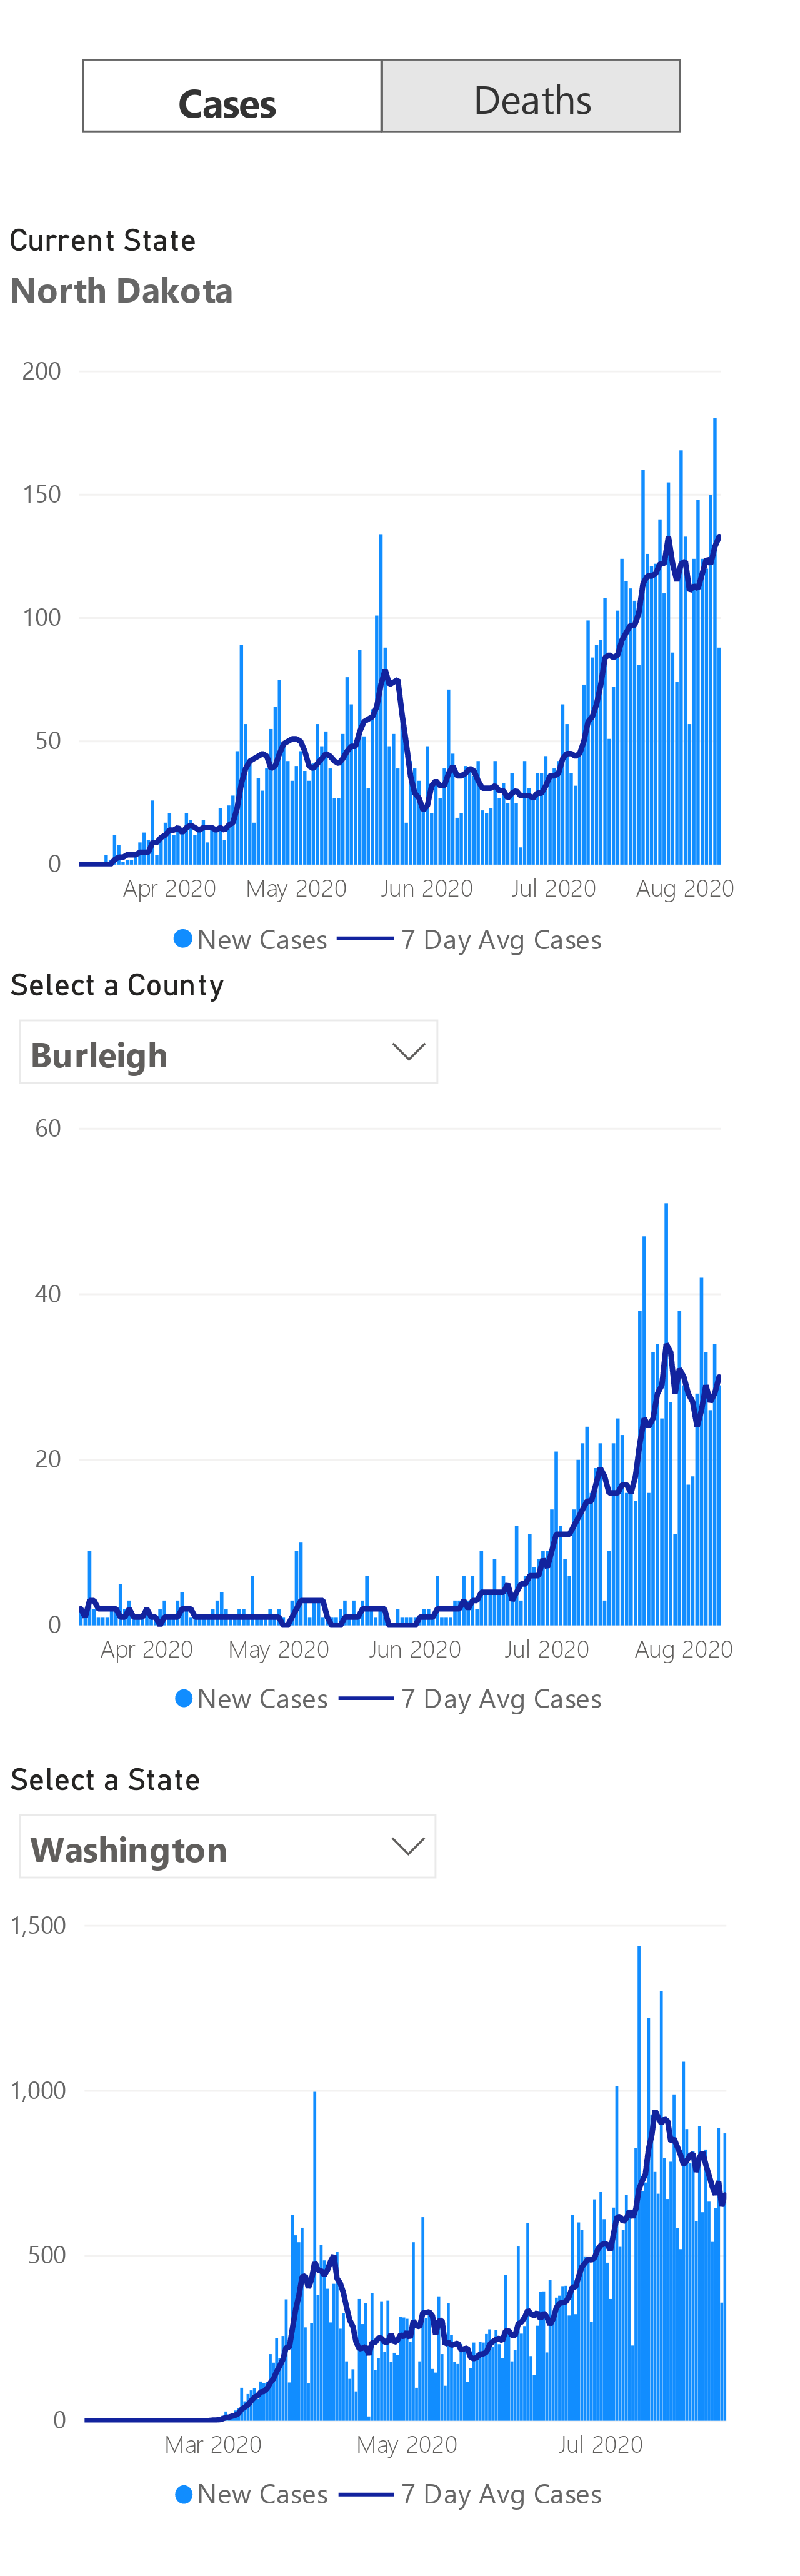 Cases Deaths
Current State
North Dakota
200
150
100
50
0
Apr 2020 May 2020 Jun 2020 Jul 2020 Aug 2020
New Cases 7 Day Avg Cases
Select a County
Burleigh
60
40
20
0
Apr 2020 May 2020 Jun 2020 Jul 2020 Aug 2020
New Cases 7 Day Avg Cases
Select a State
Washington
1,500
1,000
500
0
Mar 2020 May 2020 Jul 2020
New Cases 7 Day Avg Cases